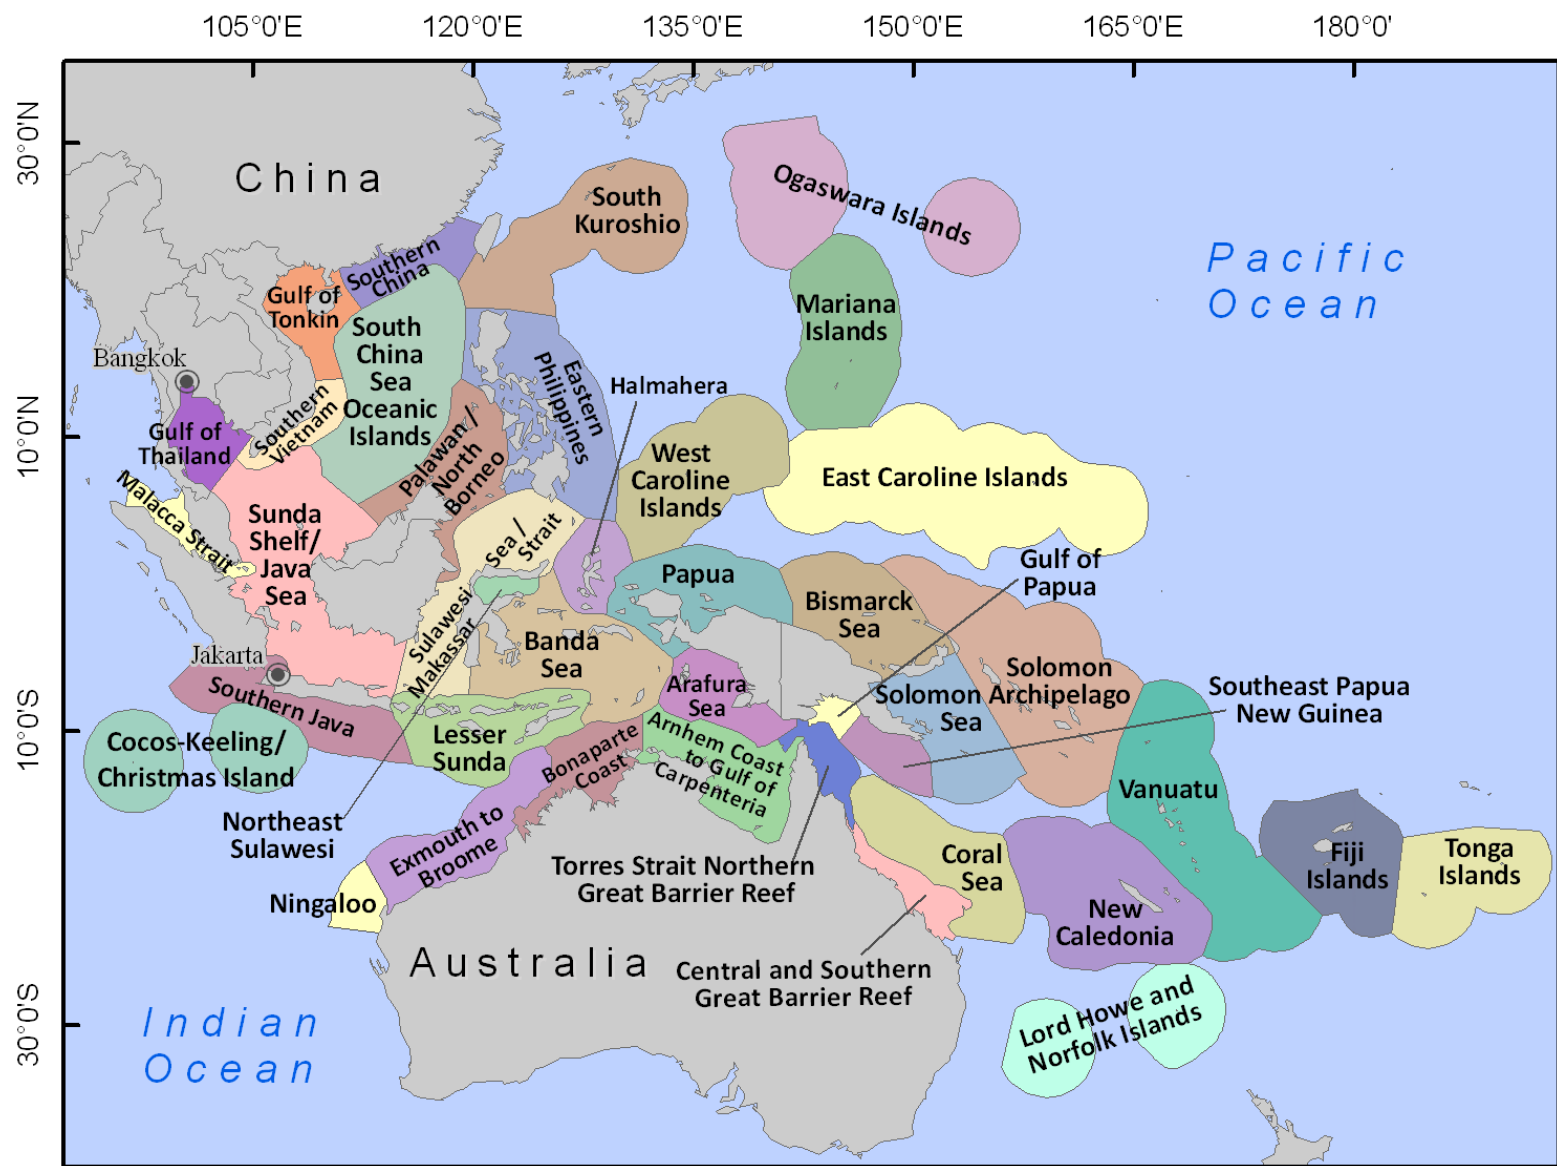 105°0'E
120°0'E
135°0'E
150°0'E
165°0'E
180°0'
30°0'N
10°0'N
10°0'S
30°0'S
China
Ogaswara Islands
South
Kuroshio
Southern
China
Pacific
Ocean
Gulf of
Tonkin
Mariana
Islands
South
China
Sea
Oceanic
Islands
Bangkok
Eastern
Philippines
Halmahera
Southern
Vietnam
Gulf of
Thailand
Palawan /
North
Borneo
West
Caroline
Islands
East Caroline Islands
Malacca Strait
Sunda
Shelf/
Java
Sea
Sulawesi Sea /
Makassar Strait
Papua
Gulf of
Papua
Bismarck
Sea
Banda
Sea
Jakarta
Arafura
Sea
Solomon
Sea
Solomon
Archipelago
Southeast Papua
New Guinea
Southern Java
Lesser
Sunda
Cocos-Keeling/
Christmas Island
Bonaparte
Coast
Arnhem Coast
to Gulf of
Carpenteria
Vanuatu
Northeast
Sulawesi
Exmouth to
Broome
Torres Strait Northern
Great Barrier Reef
Coral
Sea
Fiji
Islands
Tonga
Islands
Ningaloo
New
Caledonia
Australia
Central and Southern
Great Barrier Reef
Indian
Ocean
Lord Howe and
Norfolk Islands